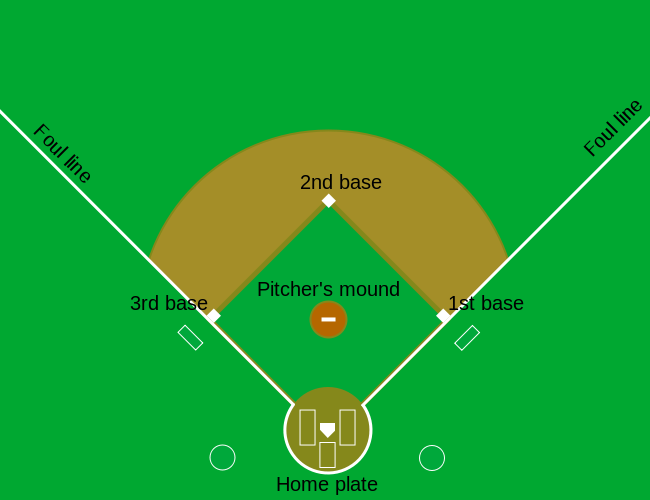 Foul line
Foul line
2nd base
Pitcher's mound
3rd base
1st base
Home plate